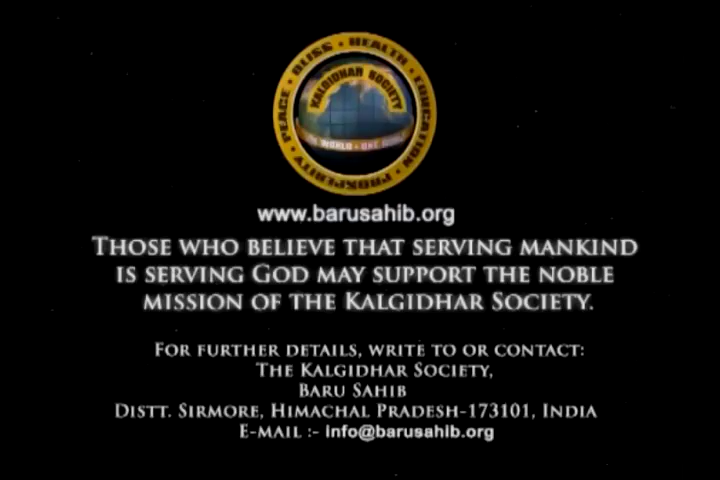 PEACE • BLISS • HEALTH • EDUCATION • PROSPERITY •
KALGIDHAR SOCIETY
WORLD • ONE
www.barusahib.org
THOSE WHO BELIEVE THAT SERVING MANKIND
IS SERVING GOD MAY SUPPORT THE NOBLE
MISSION OF THE KALGIDHAR SOCIETY.
FOR FURTHER DETAILS, WRITE TO OR CONTACT:
THE KALGIDHAR SOCIETY,
BARU SAHIB
DISTT. SIRMORE, HIMACHAL PRADESH-173101, INDIA
E-MAIL :- info@barusahib.org